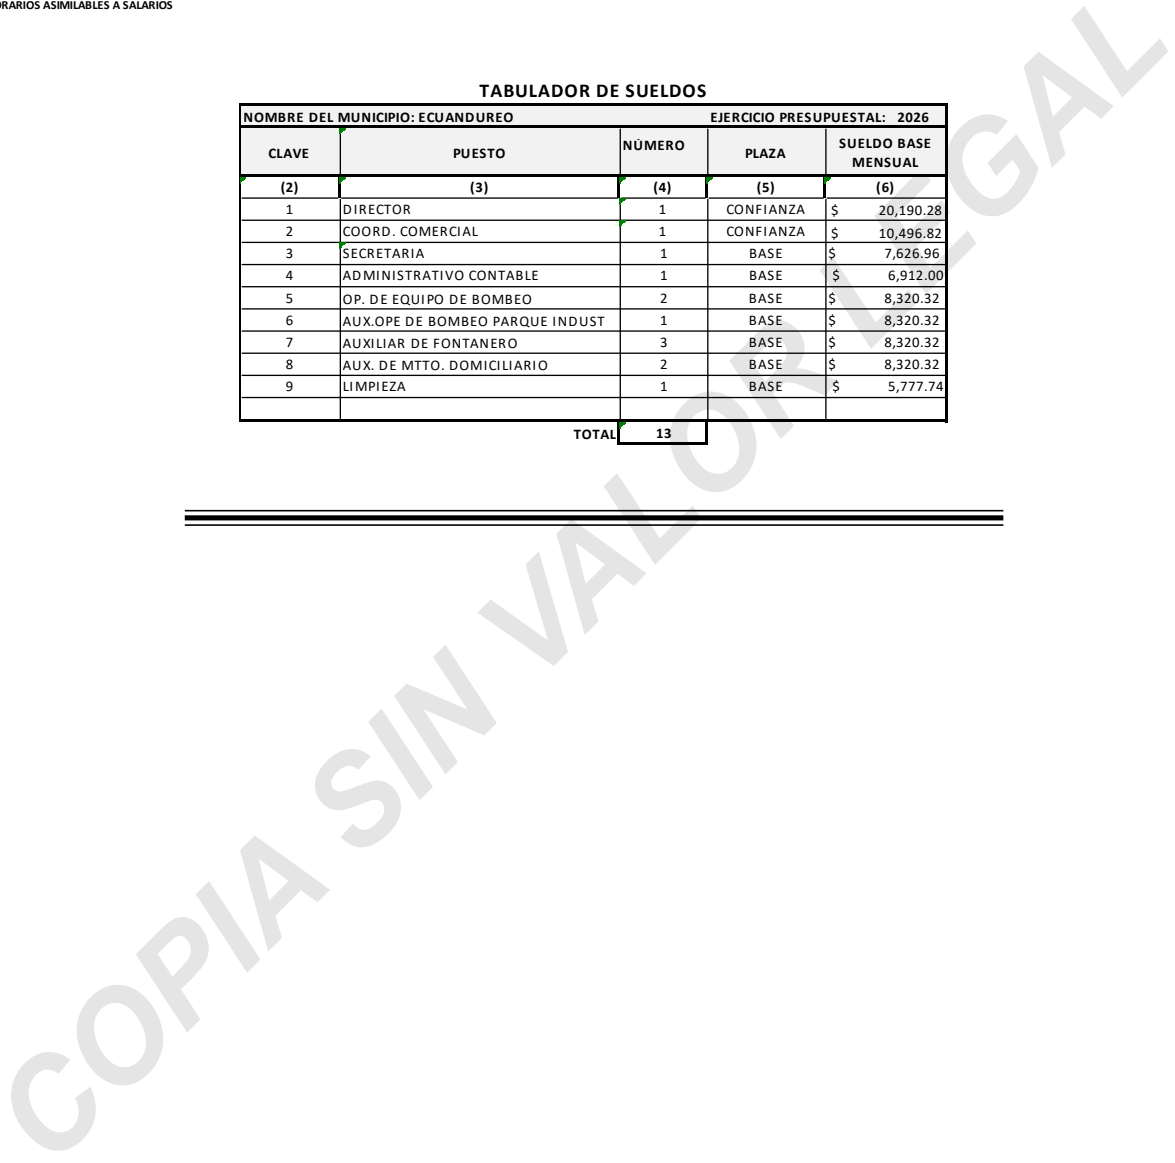 ORARIOS ASIMILABLES A SALARIOS
TABULADOR DE SUELDOS
NOMBRE DEL MUNICIPIO: ECUANDUREO EJERCICIO PRESUPUESTAL: 2026
CLAVE PUESTO NÚMERO PLAZA SUELDO BASE MENSUAL
(2) (3) (4) (5) (6)
1 DIRECTOR 1 CONFIANZA $ 20,190.28
2 COORD. COMERCIAL 1 CONFIANZA $ 10,496.82
3 SECRETARIA 1 BASE $ 7,626.96
4 ADMINISTRATIVO CONTABLE 1 BASE $ 6,912.00
5 OP. DE EQUIPO DE BOMBEO 2 BASE $ 8,320.32
6 AUX.OPE DE BOMBEO PARQUE INDUST 1 BASE $ 8,320.32
7 AUXILIAR DE FONTANERO 3 BASE $ 8,320.32
8 AUX. DE MTTO. DOMICILIARIO 2 BASE $ 8,320.32
9 LIMPIEZA 1 BASE $ 5,777.74
TOTAL 13
COPIA SIN VALOR LEGAL